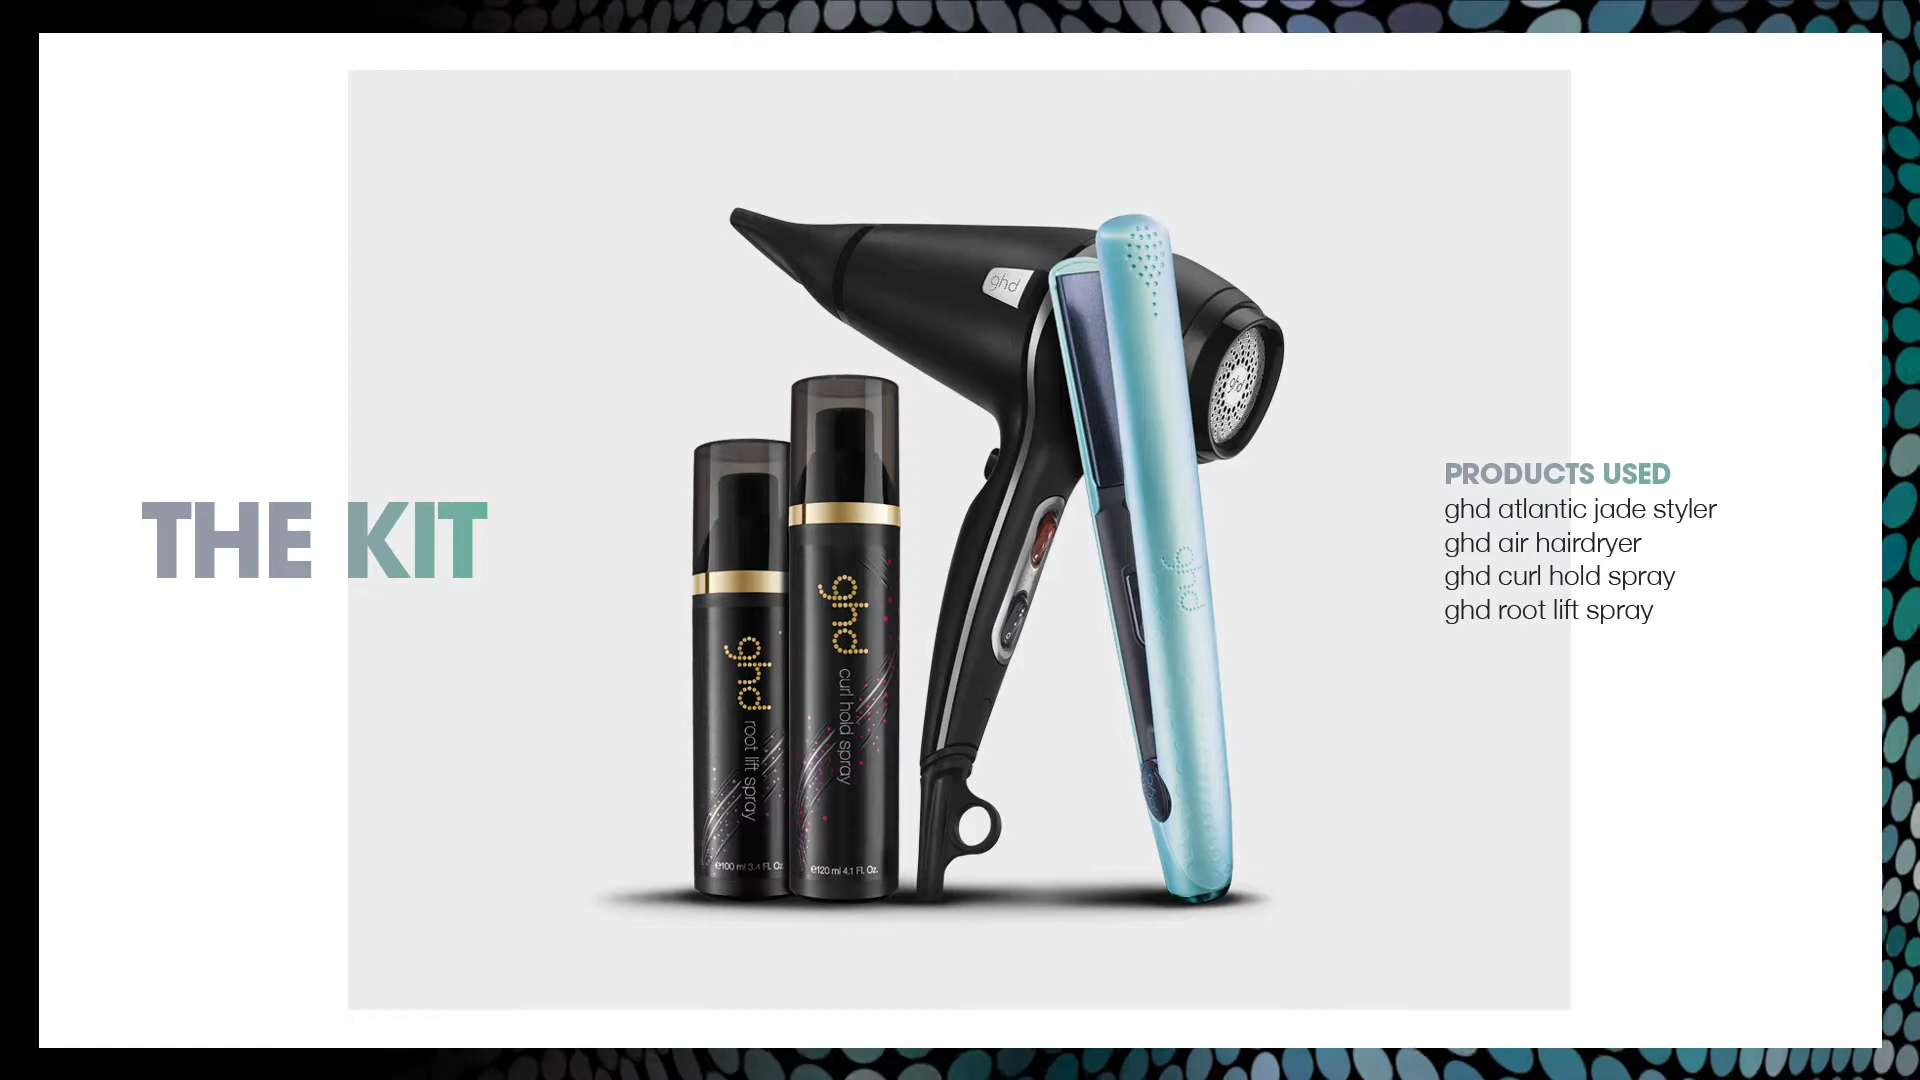 THE KIT
ghd
ghd
ghd
ghd root lift spray
ghd curl hold spray
e100 ml 3.4 Fl. Oz.
e120 ml 4.1 Fl. Oz.
PRODUCTS USED
ghd atlantic jade styler
ghd air hairdryer
ghd curl hold spray
ghd root lift spray